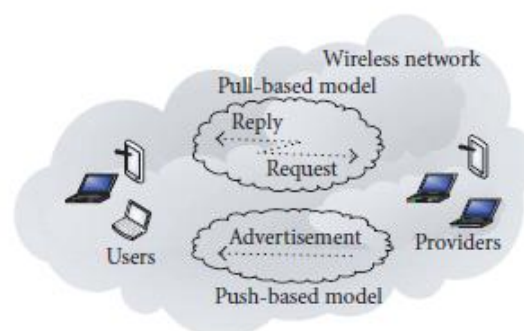 Wireless network
Pull-based model
Reply
Request
Users
Advertisement
Providers
Push-based model